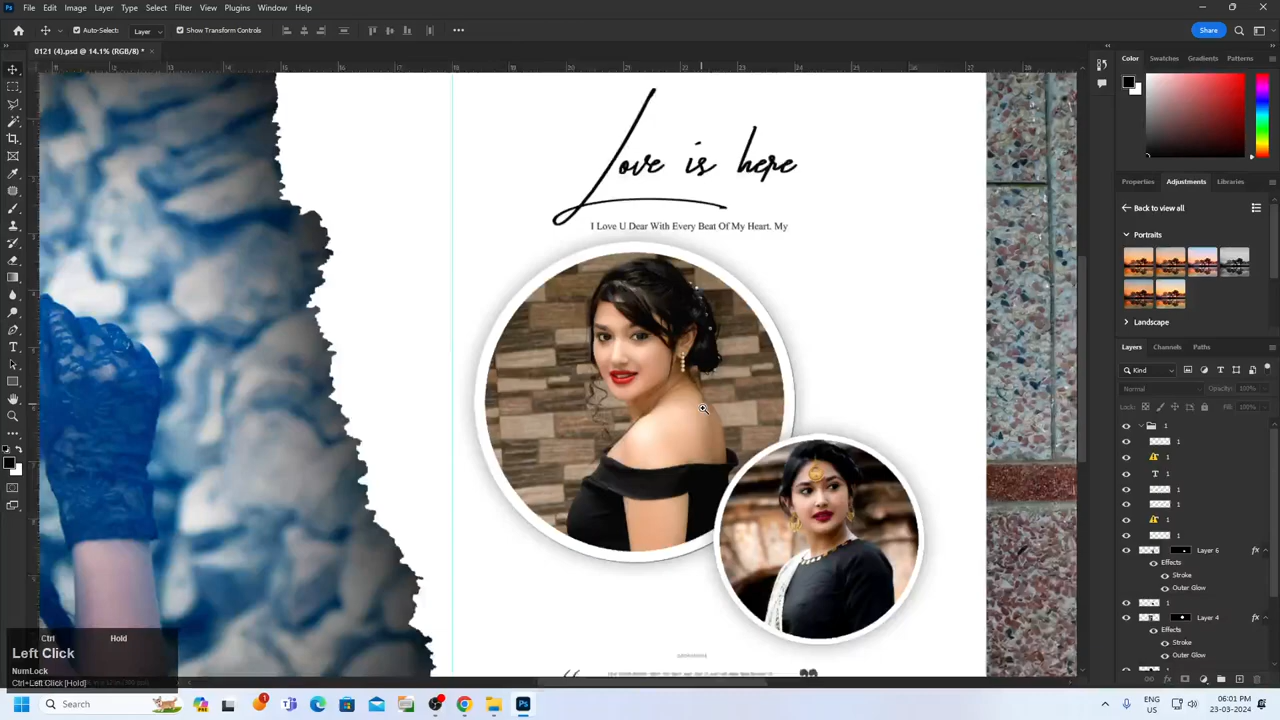 File Edit Image Layer Type Select Filter View Plugins Window Help
Auto-Select: Layer Show Transform Controls
Share
0121 (4).psd @ 14.1% (RGB/8) *
Color Swatches Gradients Patterns
Love is here
I Love U Dear With Every Beat Of My Heart. My
Properties Adjustments Libraries
Back to view all
Portraits
Landscape
Layers Channels Paths
Kind
Normal Opacity: 100%
Lock: Fill: 100%
1
1
1
T 1
1
1
1
1
Layer 6 fx
Effects
Stroke
Outer Glow
1
Layer 4 fx
Effects
Stroke
Outer Glow
1
Ctrl Hold
Left Click
NumLock
Ctrl+Left Click [Hold]
Search
ENG
US
06:01 PM
23-03-2024